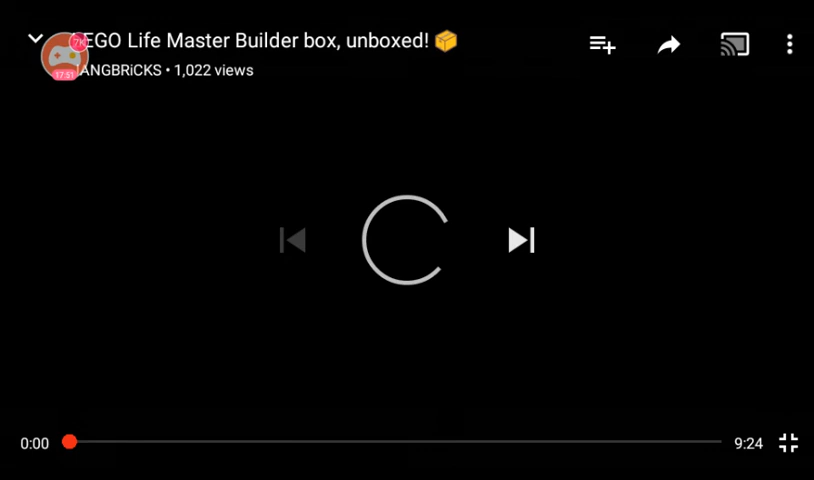 EGO Life Master Builder box, unboxed! 📦
ANGBRiCKS • 1,022 views
7K
17:51
0:00
9:24